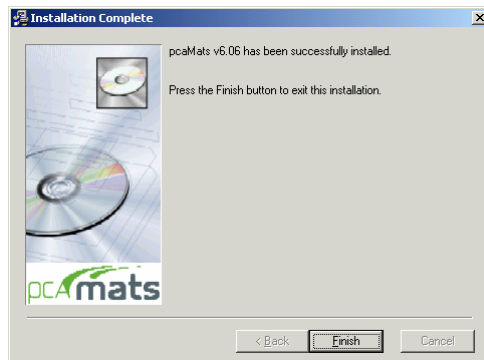 Installation Complete
pcaMats v6.06 has been successfully installed.
Press the Finish button to exit this installation.
pcamats
< Back
Finish
Cancel